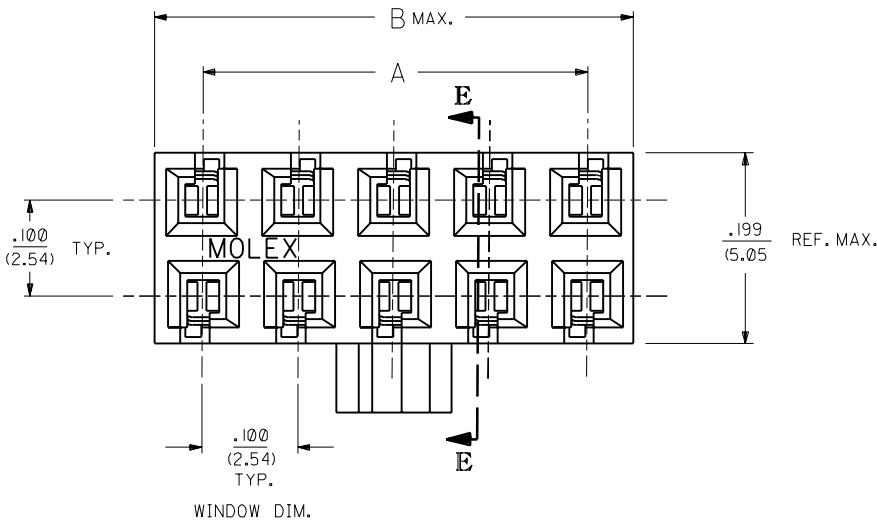 B MAX.
A
E
.100
(2.54)
TYP.
MOLEX
.199
(5.05
REF. MAX.
.100
(2.54)
TYP.
E
WINDOW DIM.